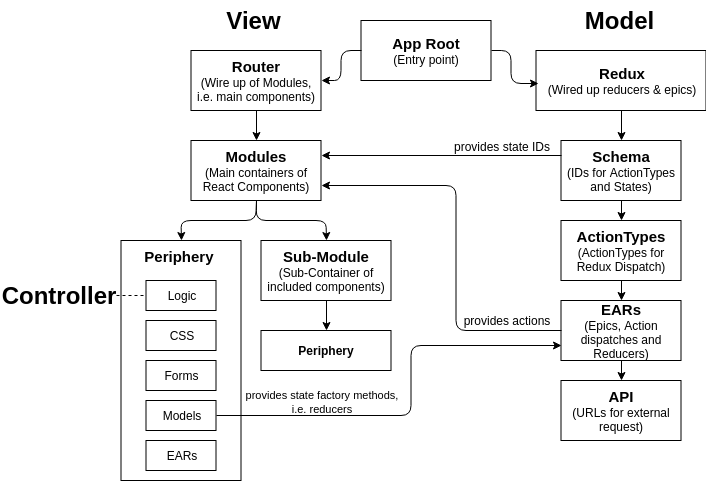 View
Model
App Root
(Entry point)
Router
(Wire up of Modules,
i.e. main components)
Redux
(Wired up reducers & epics)
provides state IDs
Modules
(Main containers of
React Components)
Schema
(IDs for ActionTypes
and States)
ActionTypes
(ActionTypes for
Redux Dispatch)
Periphery
Sub-Module
(Sub-Container of
included components)
Controller
Logic
CSS
Forms
Models
EARs
Periphery
provides actions
EARs
(Epics, Action
dispatches and
Reducers)
provides state factory methods,
i.e. reducers
API
(URLs for external
request)